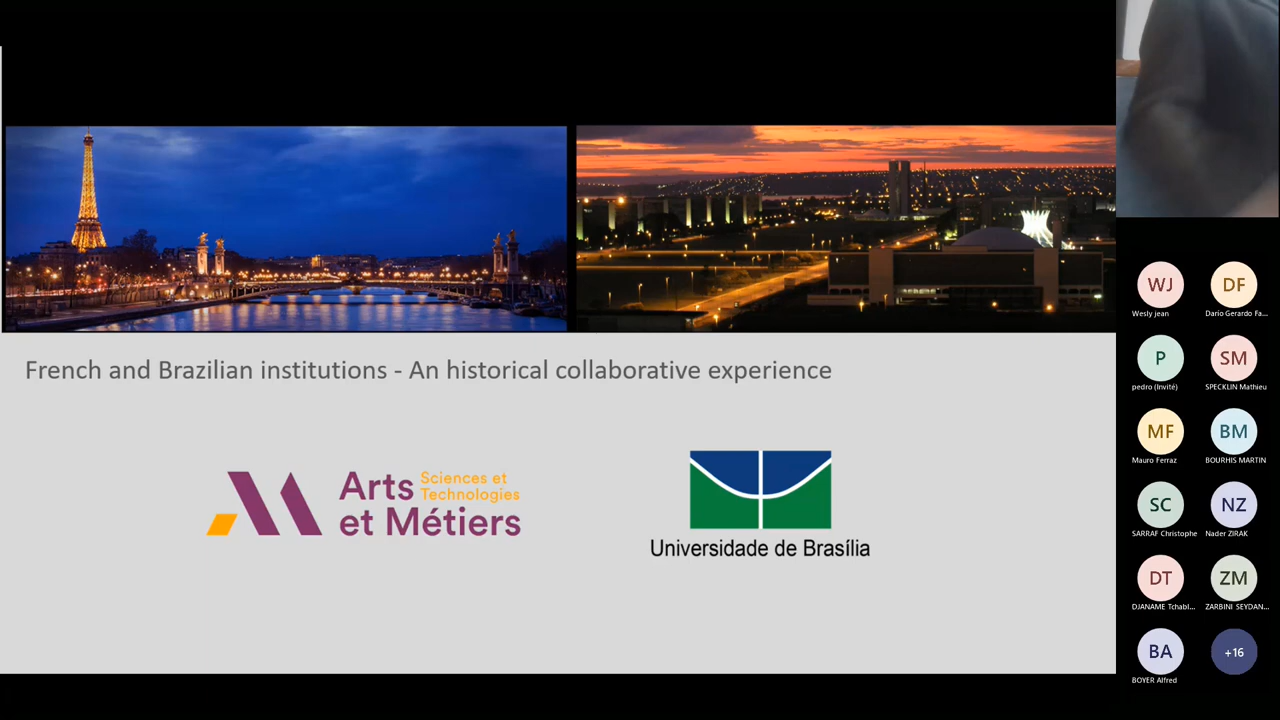 French and Brazilian institutions - An historical collaborative experience
Arts
et Métiers
Sciences et
Technologies
Universidade de Brasília
WJ
Wesly jean
DF
Darío Gerardo Fa...
P
pedro (Invité)
SM
SPECKLIN Mathieu
MF
Mauro Ferraz
BM
BOURHIS MARTIN
SC
SARRAF Christophe
NZ
Nader ZIRAK
DT
DJANAME Tchabl...
ZM
ZARBINI SEYDAN...
BA
BOYER Alfred
+16